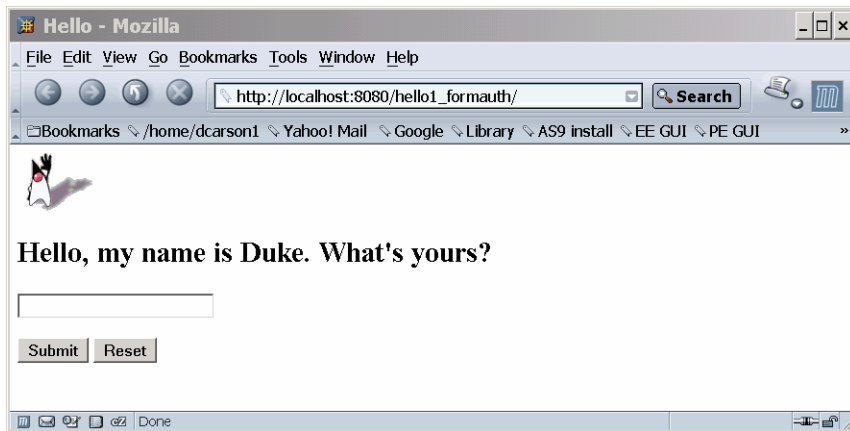 Hello - Mozilla
File Edit View Go Bookmarks Tools Window Help
http://localhost:8080/hello1_formauth/ Search
Bookmarks /home/dcarson1 Yahoo! Mail Google Library AS9 install EE GUI PE GUI »
Hello, my name is Duke. What's yours?
Submit Reset
Done